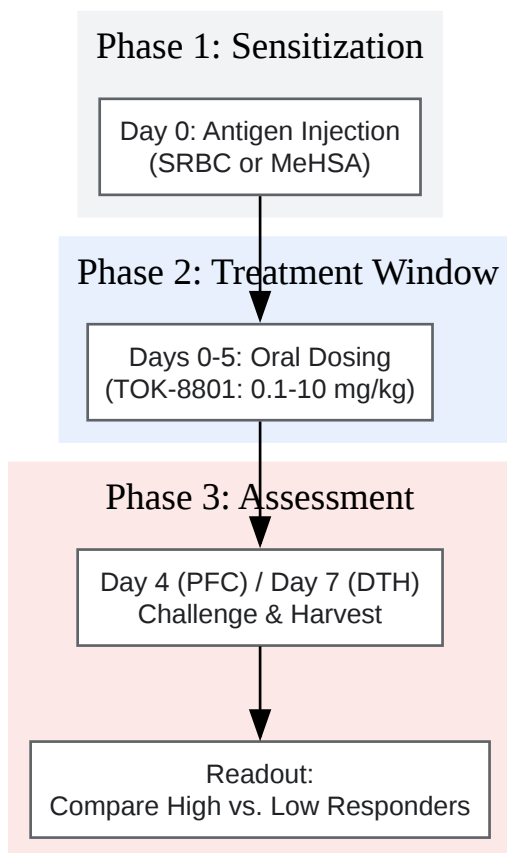 Phase 1: Sensitization
Day 0: Antigen Injection
(SRBC or MeHSA)
Phase 2: Treatment Window
Days 0-5: Oral Dosing
(TOK-8801: 0.1-10 mg/kg)
Phase 3: Assessment
Day 4 (PFC) / Day 7 (DTH)
Challenge & Harvest
Readout:
Compare High vs. Low Responders